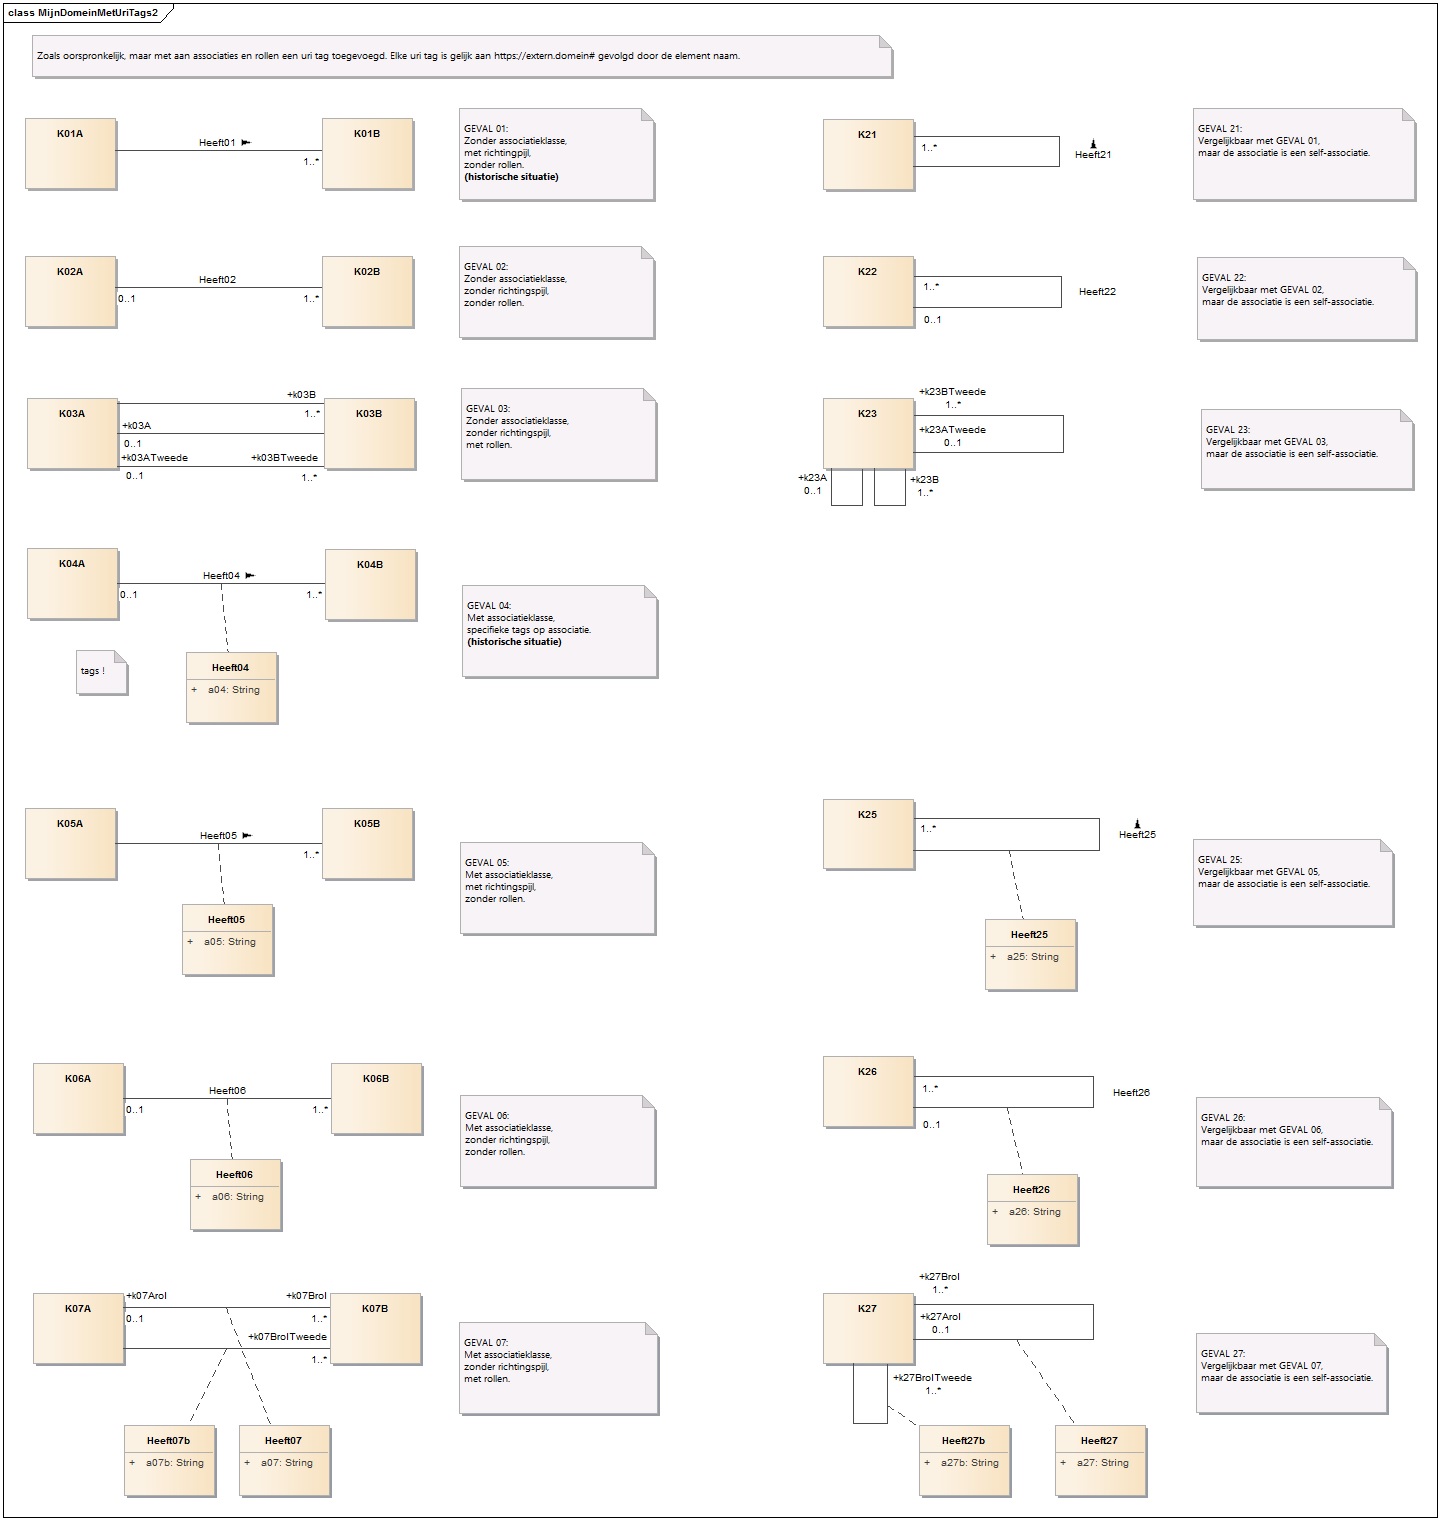 class MijnDomeinMetUriTags2
Zoals oorspronkelijk, maar met aan associaties en rollen een uri tag toegevoegd. Elke uri tag is gelijk aan https://extern.domein# gevolgd door de element naam.
K01A
Heeft01
1..*
K01B
GEVAL 01:
Zonder associatieklasse,
met richtingpijl,
zonder rollen.
(historische situatie)
K21
1..*
Heeft21
GEVAL 21:
Vergelijkbaar met GEVAL 01,
maar de associatie is een self-associatie.
K02A
Heeft02
0..1
1..*
K02B
GEVAL 02:
Zonder associatieklasse,
zonder richtingspijl,
zonder rollen.
K22
1..*
0..1
Heeft22
GEVAL 22:
Vergelijkbaar met GEVAL 02,
maar de associatie is een self-associatie.
K03A
+k03B
1..*
+k03A
0..1
+k03ATweede
0..1
+k03BTweede
1..*
K03B
GEVAL 03:
Zonder associatieklasse,
zonder richtingspijl,
met rollen.
K23
+k23BTweede
1..*
+k23ATweede
0..1
+k23A
0..1
+k23B
1..*
GEVAL 23:
Vergelijkbaar met GEVAL 03,
maar de associatie is een self-associatie.
K04A
Heeft04
0..1
1..*
K04B
tags !
Heeft04
+ a04: String
GEVAL 04:
Met associatieklasse,
specifieke tags op associatie.
(historische situatie)
K05A
Heeft05
1..*
K05B
Heeft05
+ a05: String
GEVAL 05:
Met associatieklasse,
met richtingspijl,
zonder rollen.
K25
1..*
Heeft25
Heeft25
+ a25: String
GEVAL 25:
Vergelijkbaar met GEVAL 05,
maar de associatie is een self-associatie.
K06A
Heeft06
0..1
1..*
K06B
Heeft06
+ a06: String
GEVAL 06:
Met associatieklasse,
zonder richtingspijl,
zonder rollen.
K26
1..*
0..1
Heeft26
Heeft26
+ a26: String
GEVAL 26:
Vergelijkbaar met GEVAL 06,
maar de associatie is een self-associatie.
K07A
+k07Arol
0..1
+k07Brol
1..*
+k07BrolTweede
1..*
K07B
Heeft07b
+ a07b: String
Heeft07
+ a07: String
GEVAL 07:
Met associatieklasse,
zonder richtingspijl,
met rollen.
K27
+k27Brol
1..*
+k27Arol
0..1
+k27BrolTweede
1..*
Heeft27b
+ a27b: String
Heeft27
+ a27: String
GEVAL 27:
Vergelijkbaar met GEVAL 07,
maar de associatie is een self-associatie.